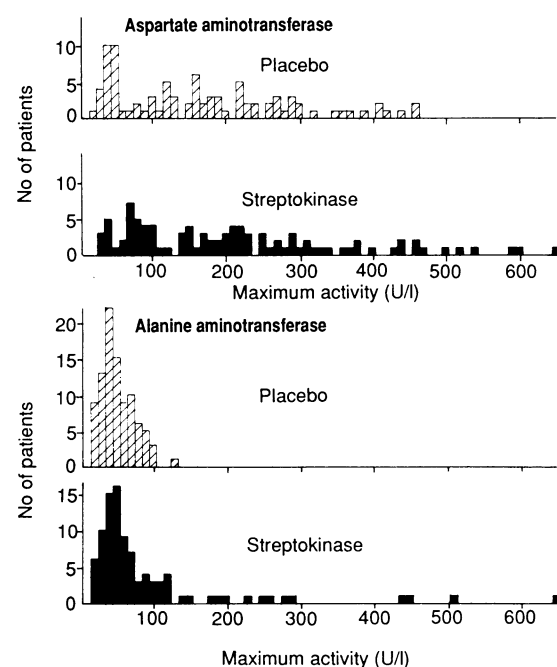 Aspartate aminotransferase
Placebo
10
5
0
No of patients
Streptokinase
10
5
0
100 200 300 400 500 600
Maximum activity (U/l)
Alanine aminotransferase
20
15
10
5
0
Placebo
No of patients
15
10
5
0
Streptokinase
100 200 300 400 500 600
Maximum activity (U/l)